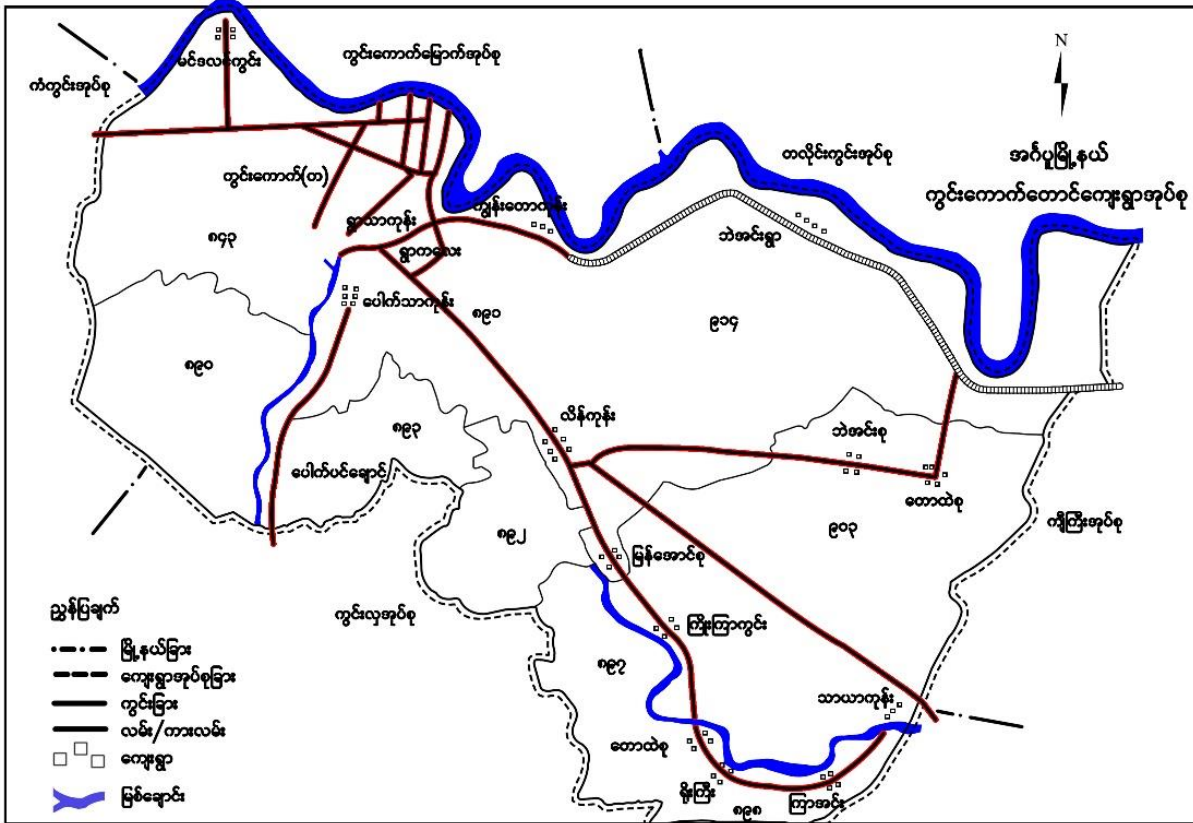 မင်ဒလင်ကွင်း
ကွင်းကောက်မြောက်အုပ်စု
ကံကွင်းအုပ်စု
N
တလိုင်းကွင်းအုပ်စု
အင်္ဂပူမြို့နယ်
ကွင်းကောက်တောင်ကျေးရွာအုပ်စု
ကွင်းကောက်(တ)
ကျွန်းတောကုန်း
ရွာသာကုန်း
ဘဲအင်းရွာ
၈၄၃
ရွာကလေး
ပေါက်သာကုန်း
၈၉၁
၉၁၄
၈၉၀
သိန်ကုန်း
၈၉၃
ဘဲအင်းစု
ပေါက်ပင်ချောင်း
တောထဲစု
၈၉၂
၉၀၃
ကျီကြီးအုပ်စု
မြန်အောင်စု
ညွှန်ပြချက်
ကွင်းလှအုပ်စု
ကြိုးကြာကွင်း
မြို့နယ်ခြား
၈၉၇
ကျေးရွာအုပ်စုခြား
ကွင်းခြား
သာယာကုန်း
လမ်း/ကားလမ်း
တောထဲစု
ကျေးရွာ
ရိုးကြီး
မြစ်ချောင်း
၈၉၈
ကြာအင်း